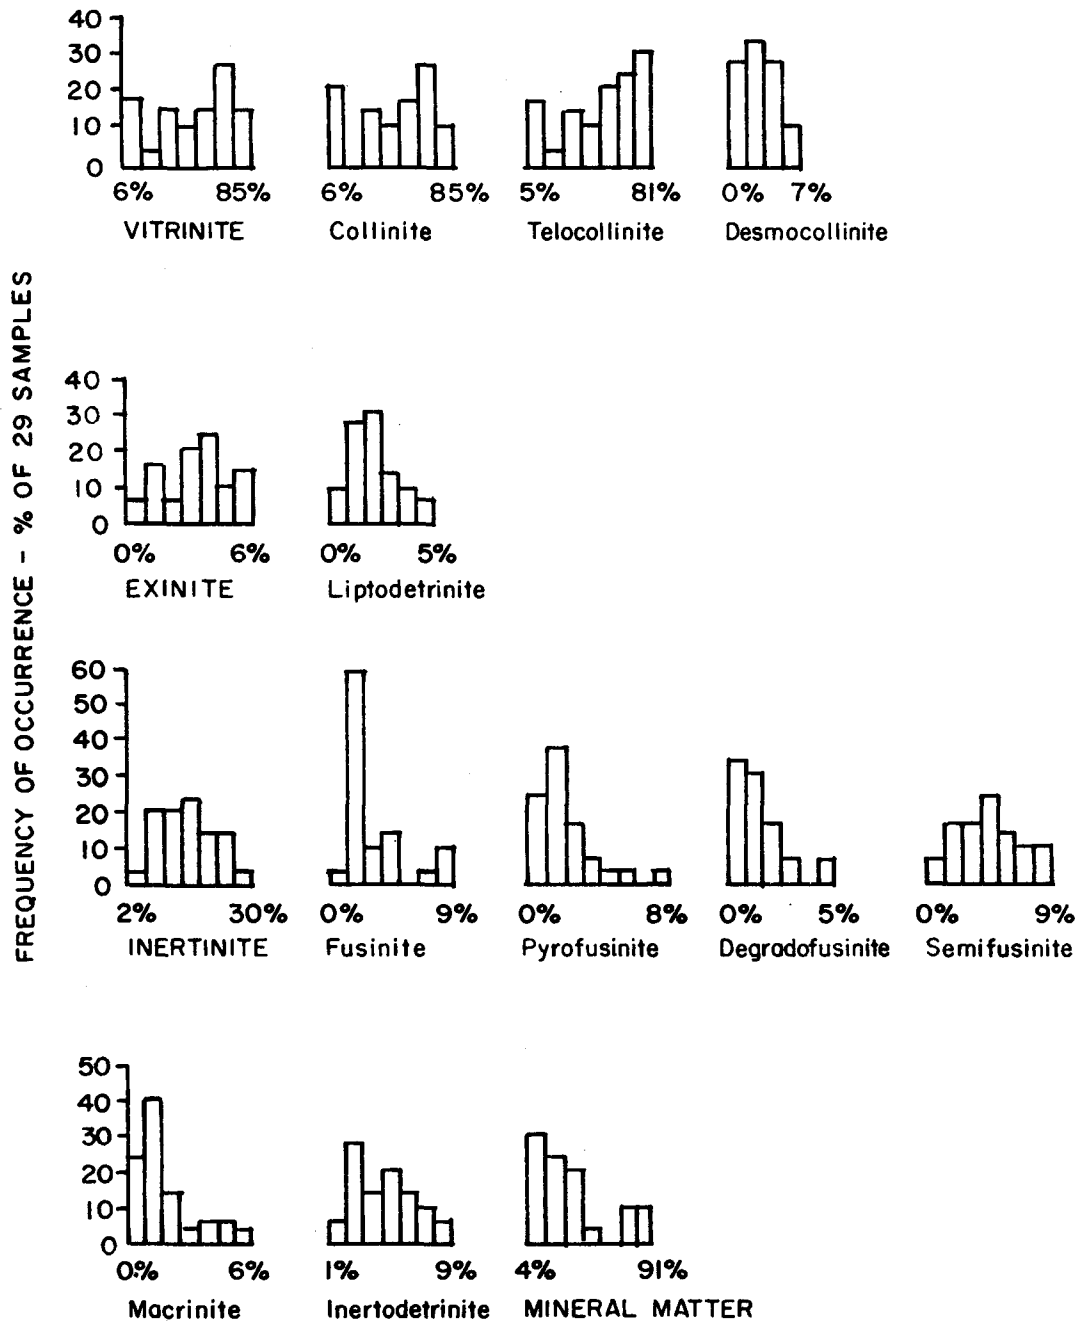 FREQUENCY OF OCCURRENCE - % OF 29 SAMPLES
40
30
20
10
0
6% 85% 6% 85% 5% 81% 0% 7%
VITRINITE Collinite Telocollinite Desmocollinite
40
30
20
10
0
0% 6% 0% 5%
EXINITE Liptodetrinite
60
50
40
30
20
10
0
2% 30% 0% 9% 0% 8% 0% 5% 0% 9%
INERTINITE Fusinite Pyrofusinite Degradofusinite Semifusinite
50
40
30
20
10
0
0% 6% 1% 9% 4% 91%
Macrinite Inertodetrinite MINERAL MATTER